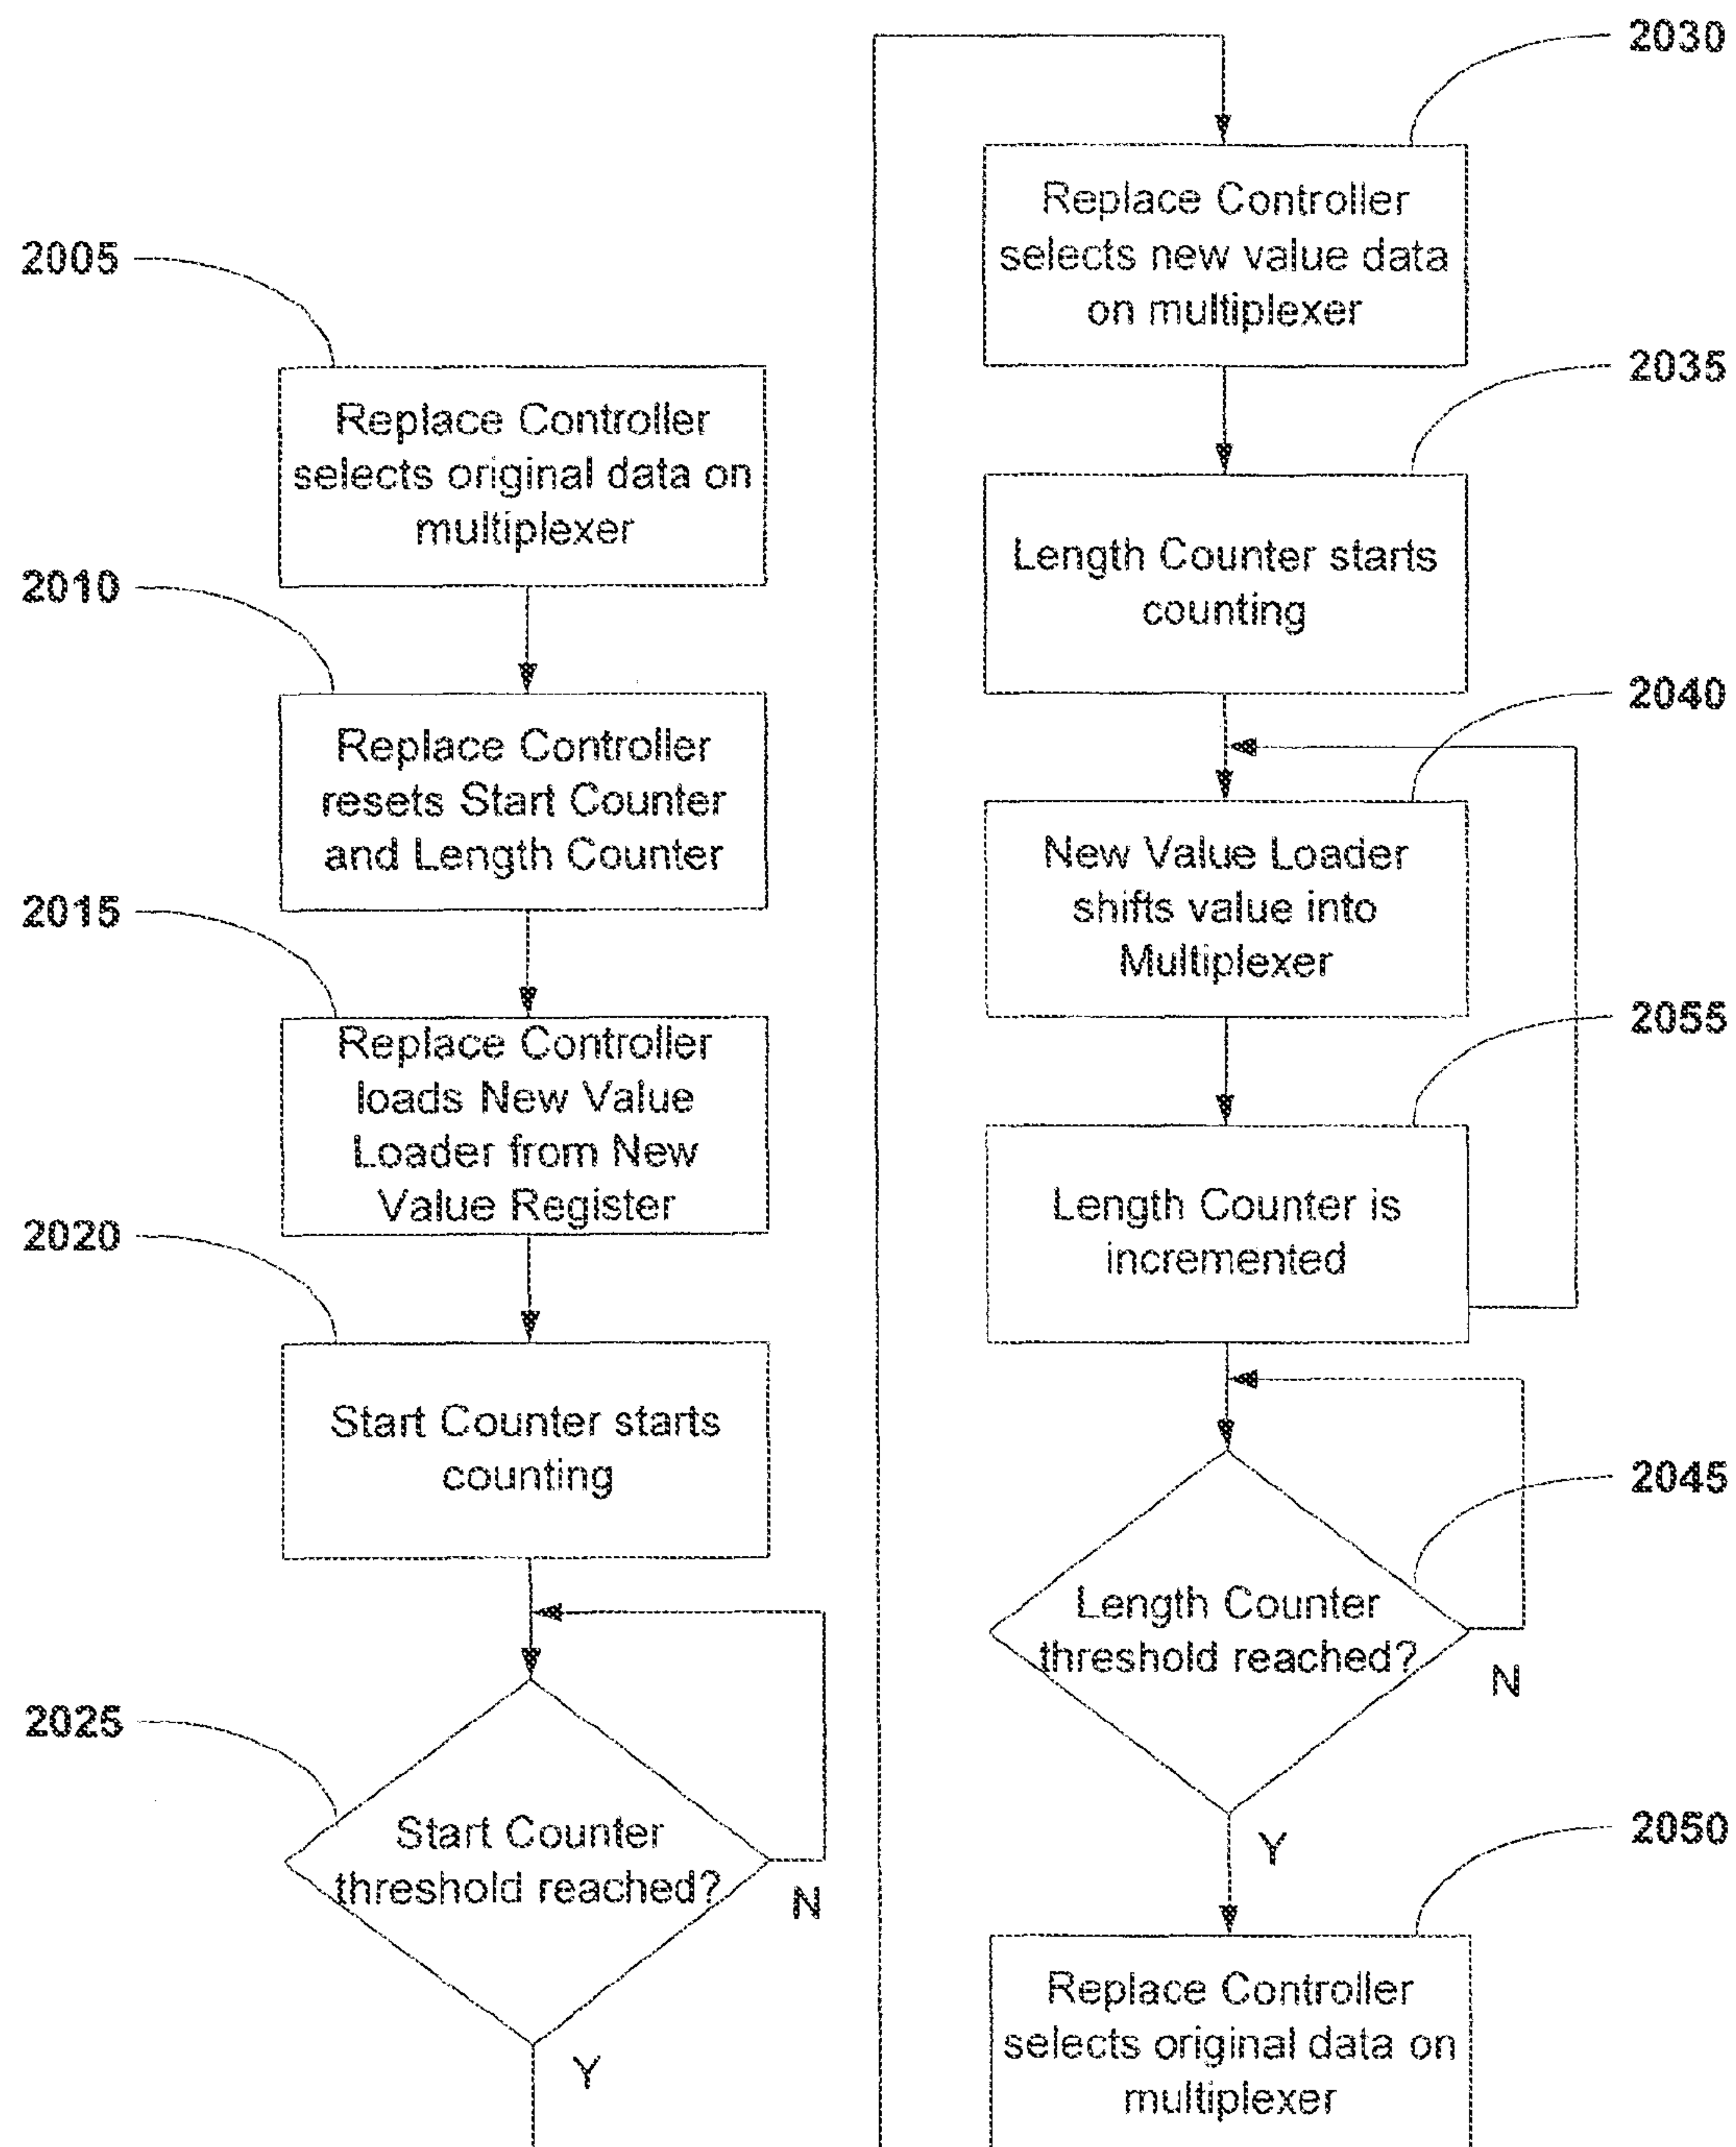 2005
Replace Controller
selects original data on
multiplexer
2010
Replace Controller
resets Start Counter
and Length Counter
2015
Replace Controller
loads New Value
Loader from New
Value Register
2020
Start Counter starts
counting
2025
Start Counter
threshold reached?
N
Y
2030
Replace Controller
selects new value data
on multiplexer
2035
Length Counter starts
counting
2040
New Value Loader
shifts value into
Multiplexer
2055
Length Counter is
incremented
2045
Length Counter
threshold reached?
N
Y
2050
Replace Controller
selects original data on
multiplexer